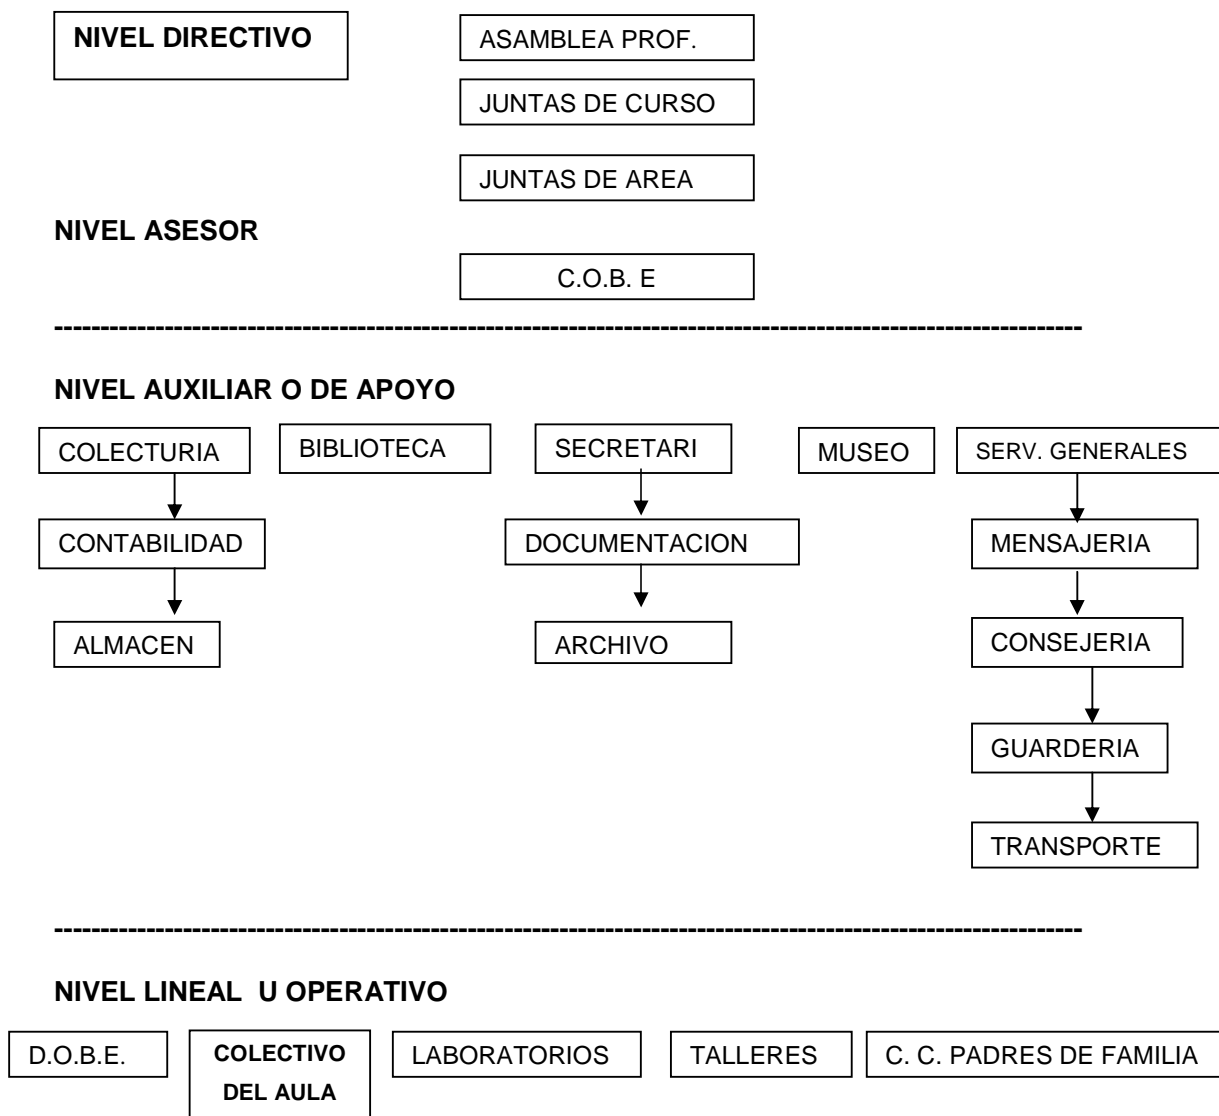 NIVEL DIRECTIVO
ASAMBLEA PROF.
JUNTAS DE CURSO
JUNTAS DE AREA
NIVEL ASESOR
C.O.B. E
NIVEL AUXILIAR O DE APOYO
COLECTURIA
BIBLIOTECA
SECRETARI
MUSEO
SERV. GENERALES
CONTABILIDAD
DOCUMENTACION
MENSAJERIA
ALMACEN
ARCHIVO
CONSEJERIA
GUARDERIA
TRANSPORTE
NIVEL LINEAL U OPERATIVO
D.O.B.E.
COLECTIVO
DEL AULA
LABORATORIOS
TALLERES
C. C. PADRES DE FAMILIA